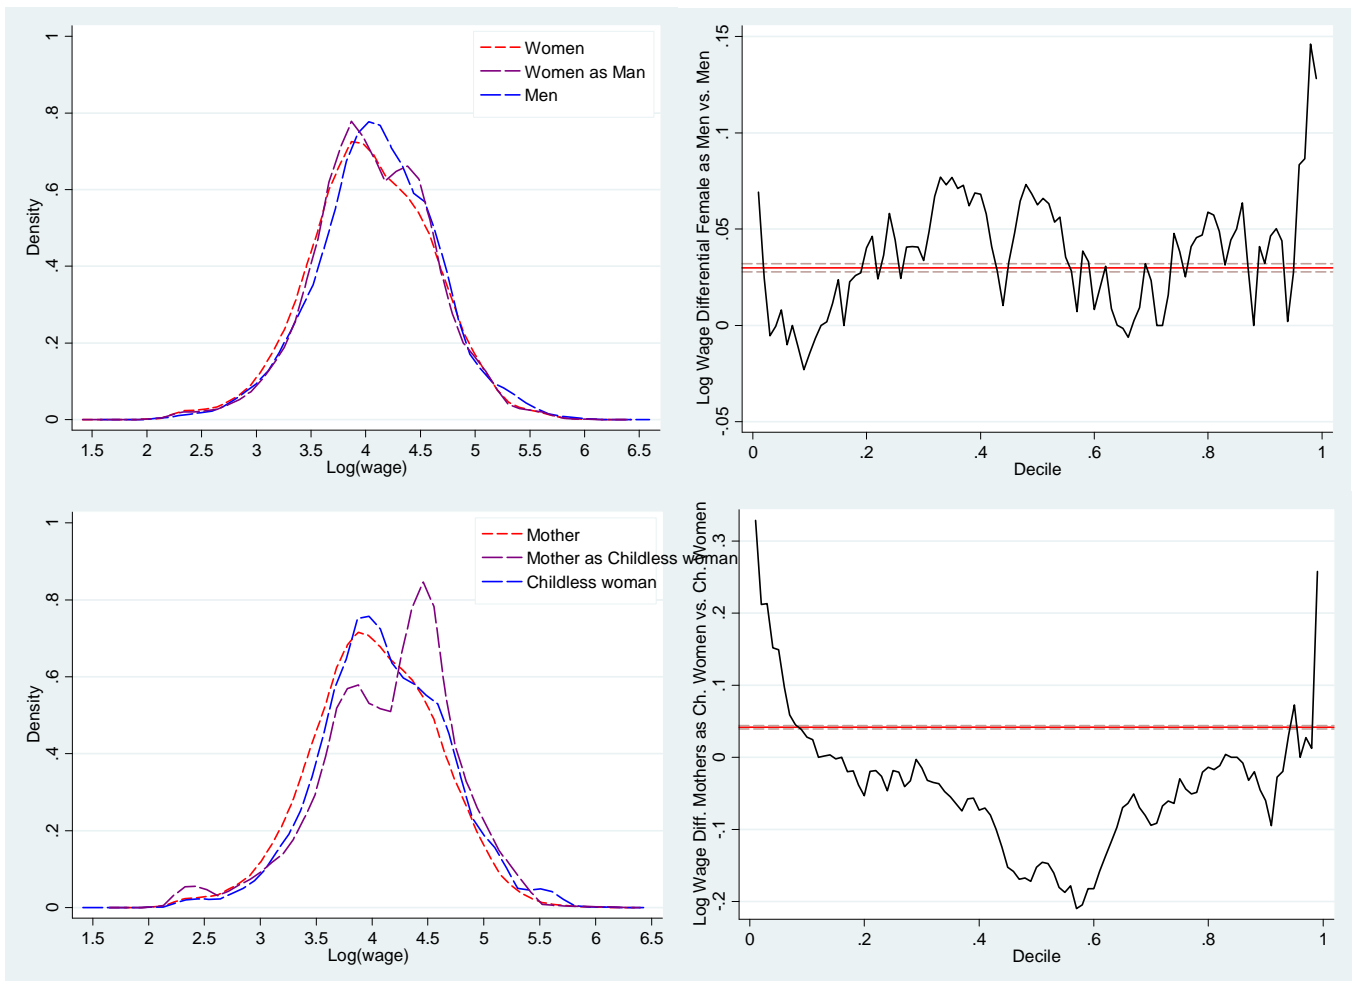 Women
Women as Man
Men
Density
0
.2
.4
.6
.8
1
1.5 2 2.5 3 3.5 4 4.5 5 5.5 6 6.5
Log(wage)
Log Wage Differential Female as Men vs. Men
-.05
0
.05
.1
.15
0 .2 .4 .6 .8 1
Decile
Mother
Mother as Childless woman
Childless woman
Density
0
.2
.4
.6
.8
1
1.5 2 2.5 3 3.5 4 4.5 5 5.5 6 6.5
Log(wage)
Log Wage Diff. Mothers as Ch. Women vs. Ch. Women
-.2
-.1
0
.1
.2
.3
0 .2 .4 .6 .8 1
Decile